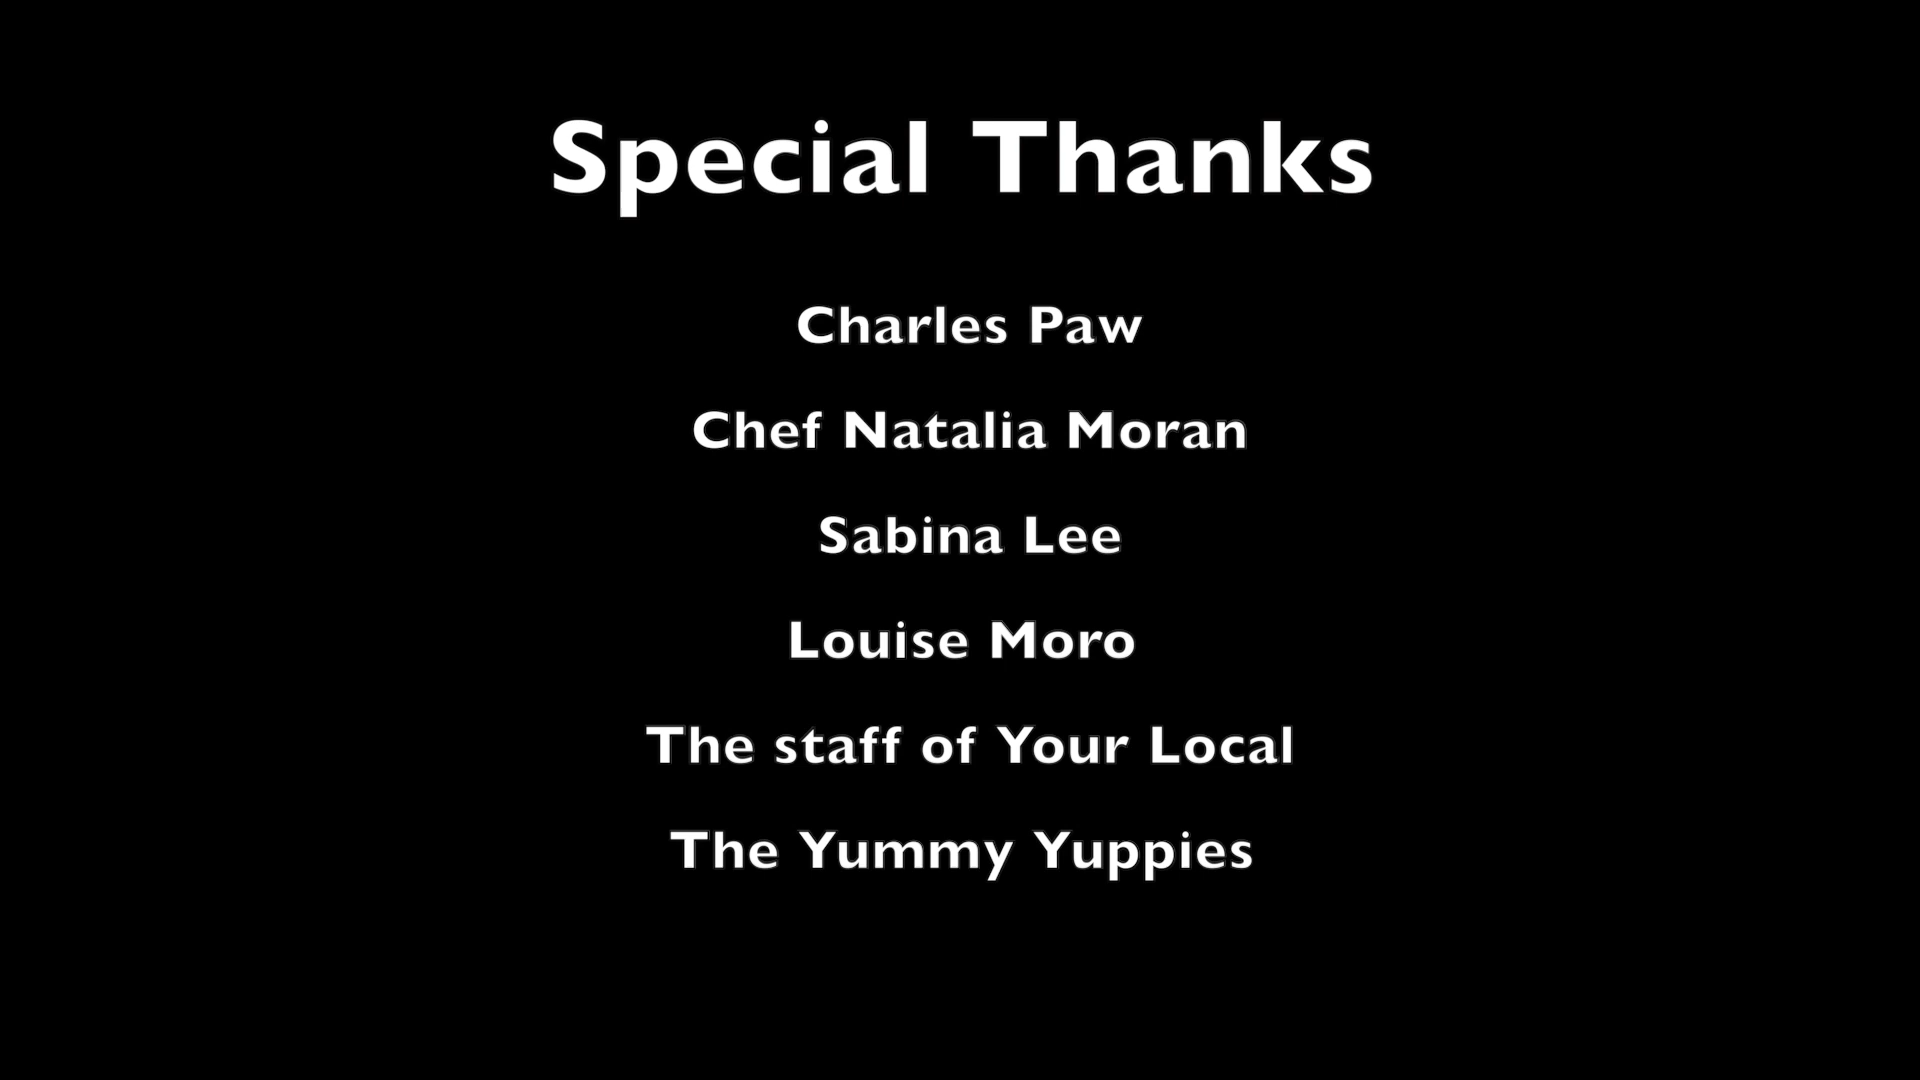 Special Thanks
Charles Paw
Chef Natalia Moran
Sabina Lee
Louise Moro
The staff of Your Local
The Yummy Yuppies